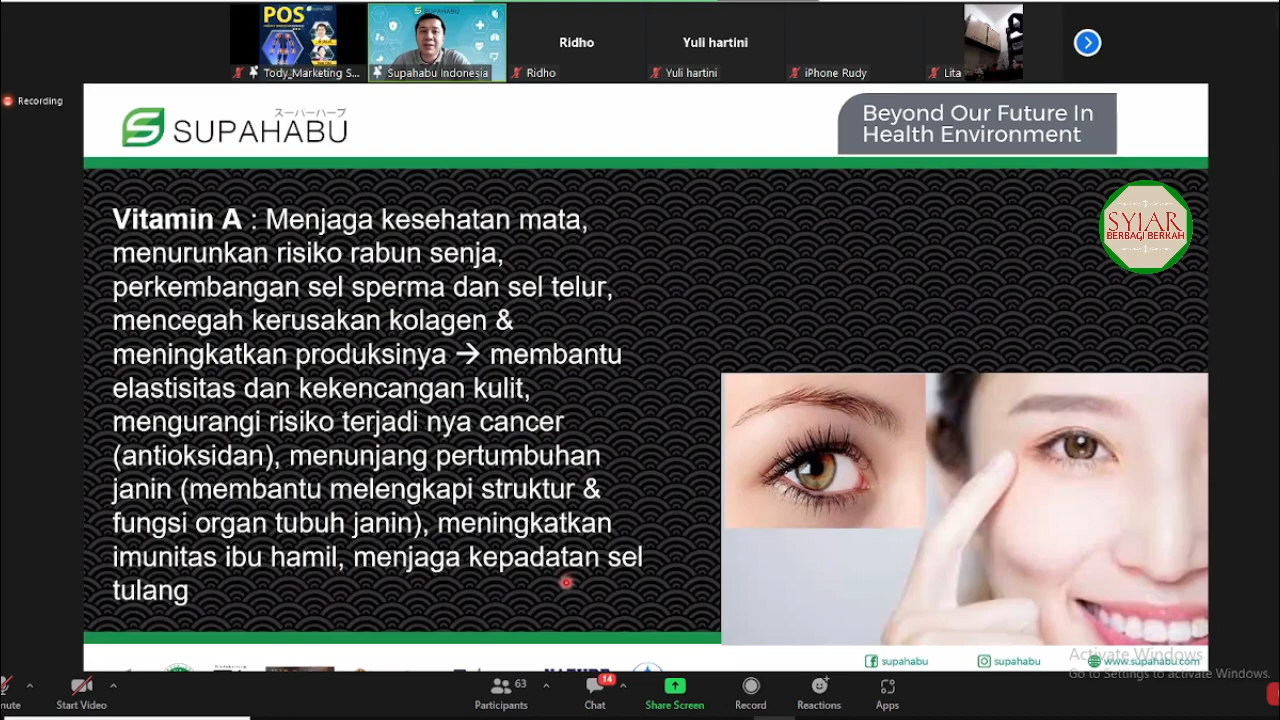 POS
SUPAHABU
Ridho
Yuli hartini
Tody_Marketing S...
Supahabu Indonesia
Ridho
Yuli hartini
iPhone Rudy
Lita
Recording
スーパーハーブ
SUPAHABU
Beyond Our Future In
Health Environment
SYIAR
BERBAGI BERKAH
Vitamin A : Menjaga kesehatan mata,
menurunkan risiko rabun senja,
perkembangan sel sperma dan sel telur,
mencegah kerusakan kolagen &
meningkatkan produksinya → membantu
elastisitas dan kekencangan kulit,
mengurangi risiko terjadi nya cancer
(antioksidan), menunjang pertumbuhan
janin (membantu melengkapi struktur &
fungsi organ tubuh janin), meningkatkan
imunitas ibu hamil, menjaga kepadatan sel
tulang
supahabu
supahabu
www.supahabu.com
Activate Windows
Go to Settings to activate Windows.
nute
Start Video
63
Participants
14
Chat
Share Screen
Record
Reactions
Apps